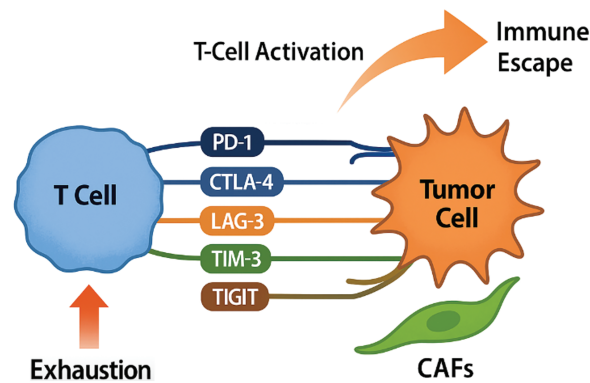 T-Cell Activation
Immune
Escape
T Cell
PD-1
CTLA-4
LAG-3
TIM-3
TIGIT
Tumor
Cell
Exhaustion
CAFs